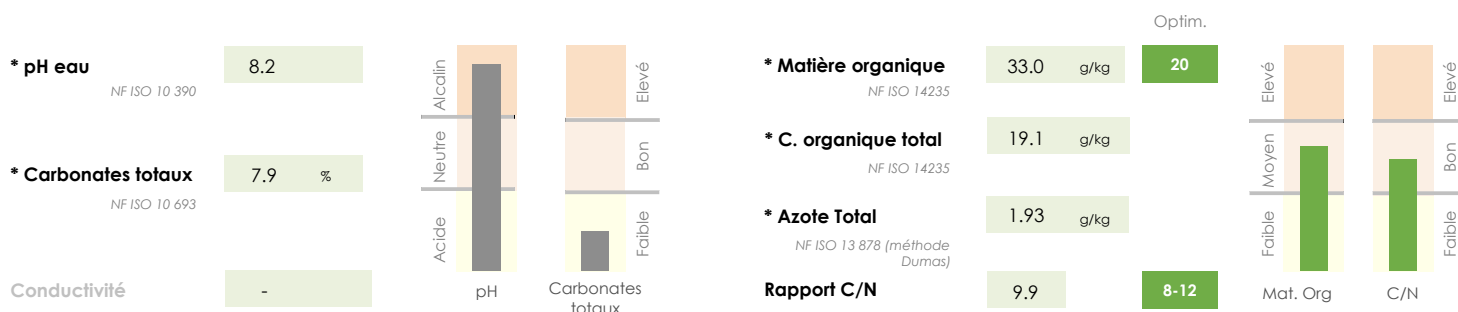 Optim.
* pH eau 8.2
NF ISO 10 390
* Carbonates totaux 7.9 %
NF ISO 10 693
Conductivité -
Alcalin
Neutre
Acide
Elevé
Bon
Faible
pH
Carbonates
totaux
* Matière organique 33.0 g/kg 20
NF ISO 14235
* C. organique total 19.1 g/kg
NF ISO 14235
* Azote Total 1.93 g/kg
NF ISO 13 878 (méthode
Dumas)
Rapport C/N 9.9 8-12
Elevé
Moyen
Faible
Elevé
Bon
Faible
Mat. Org
C/N